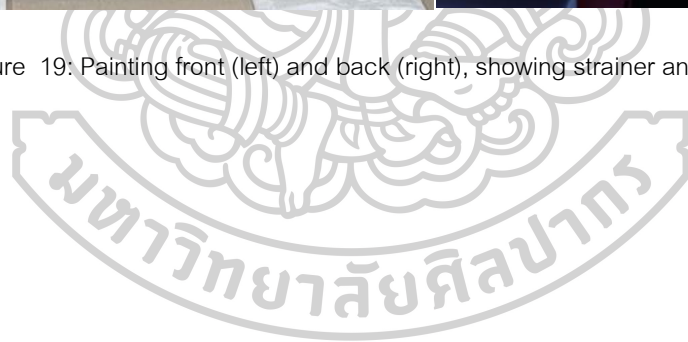 ure 19: Painting front (left) and back (right), showing strainer an
มหาวิทยาลัยศิลปากร